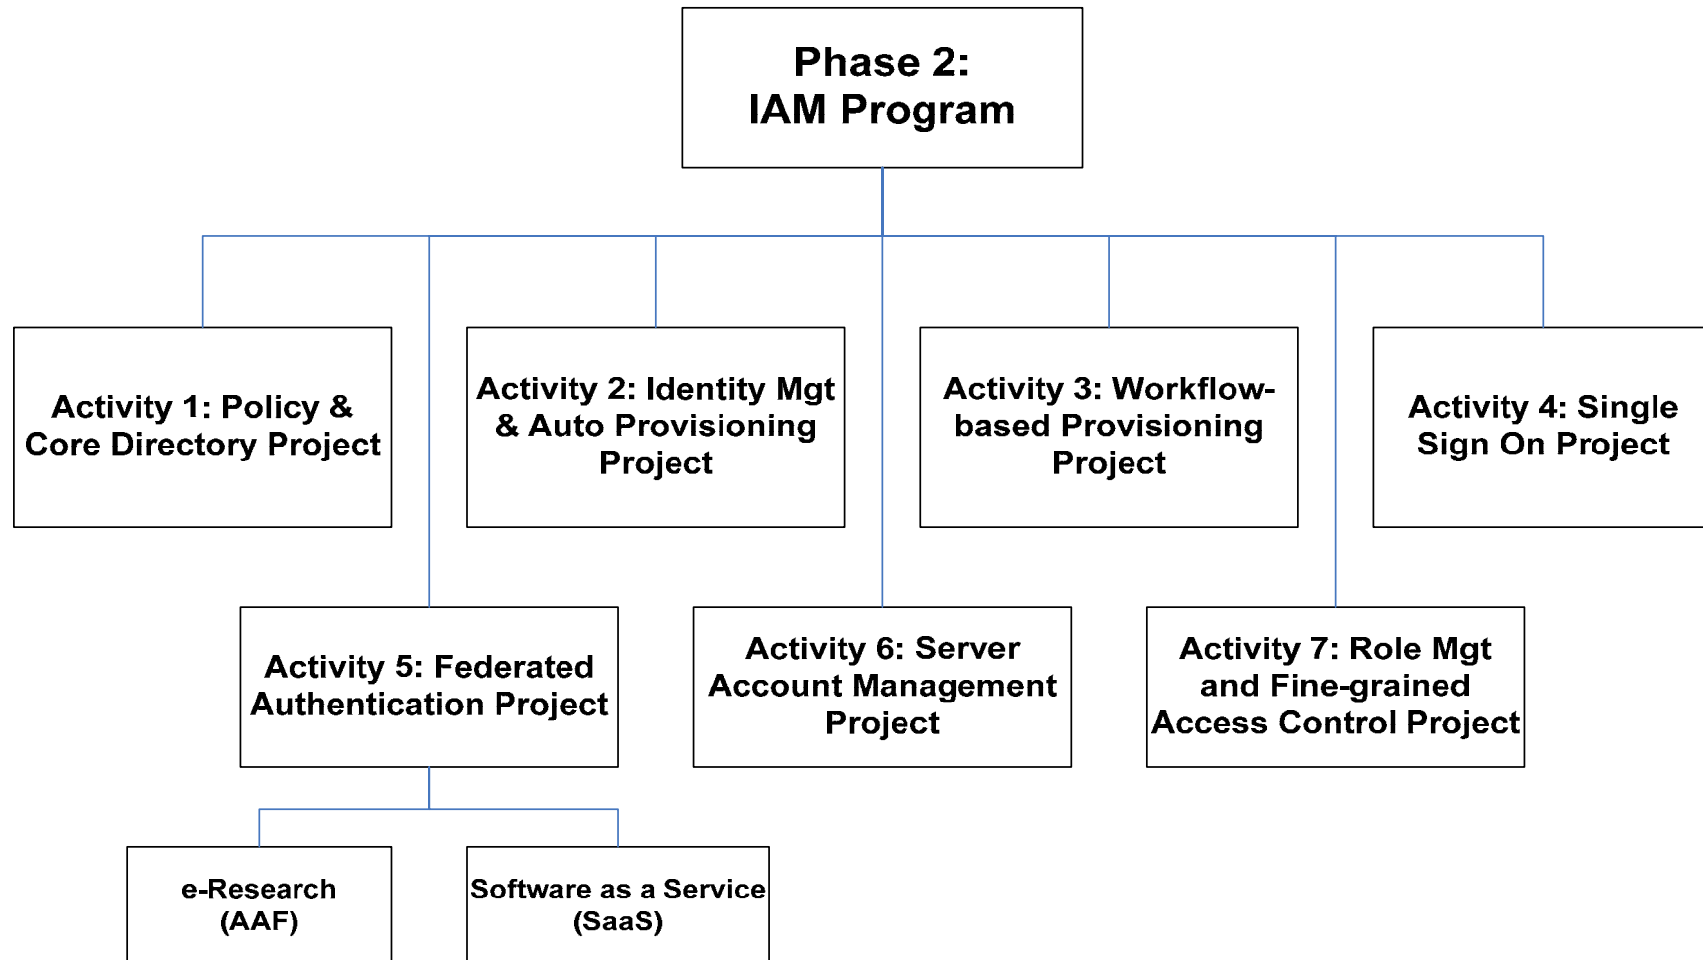 Phase 2:
IAM Program
Activity 1: Policy &
Core Directory Project
Activity 2: Identity Mgt
& Auto Provisioning
Project
Activity 3: Workflow-
based Provisioning
Project
Activity 4: Single
Sign On Project
Activity 5: Federated
Authentication Project
Activity 6: Server
Account Management
Project
Activity 7: Role Mgt
and Fine-grained
Access Control Project
e-Research
(AAF)
Software as a Service
(SaaS)